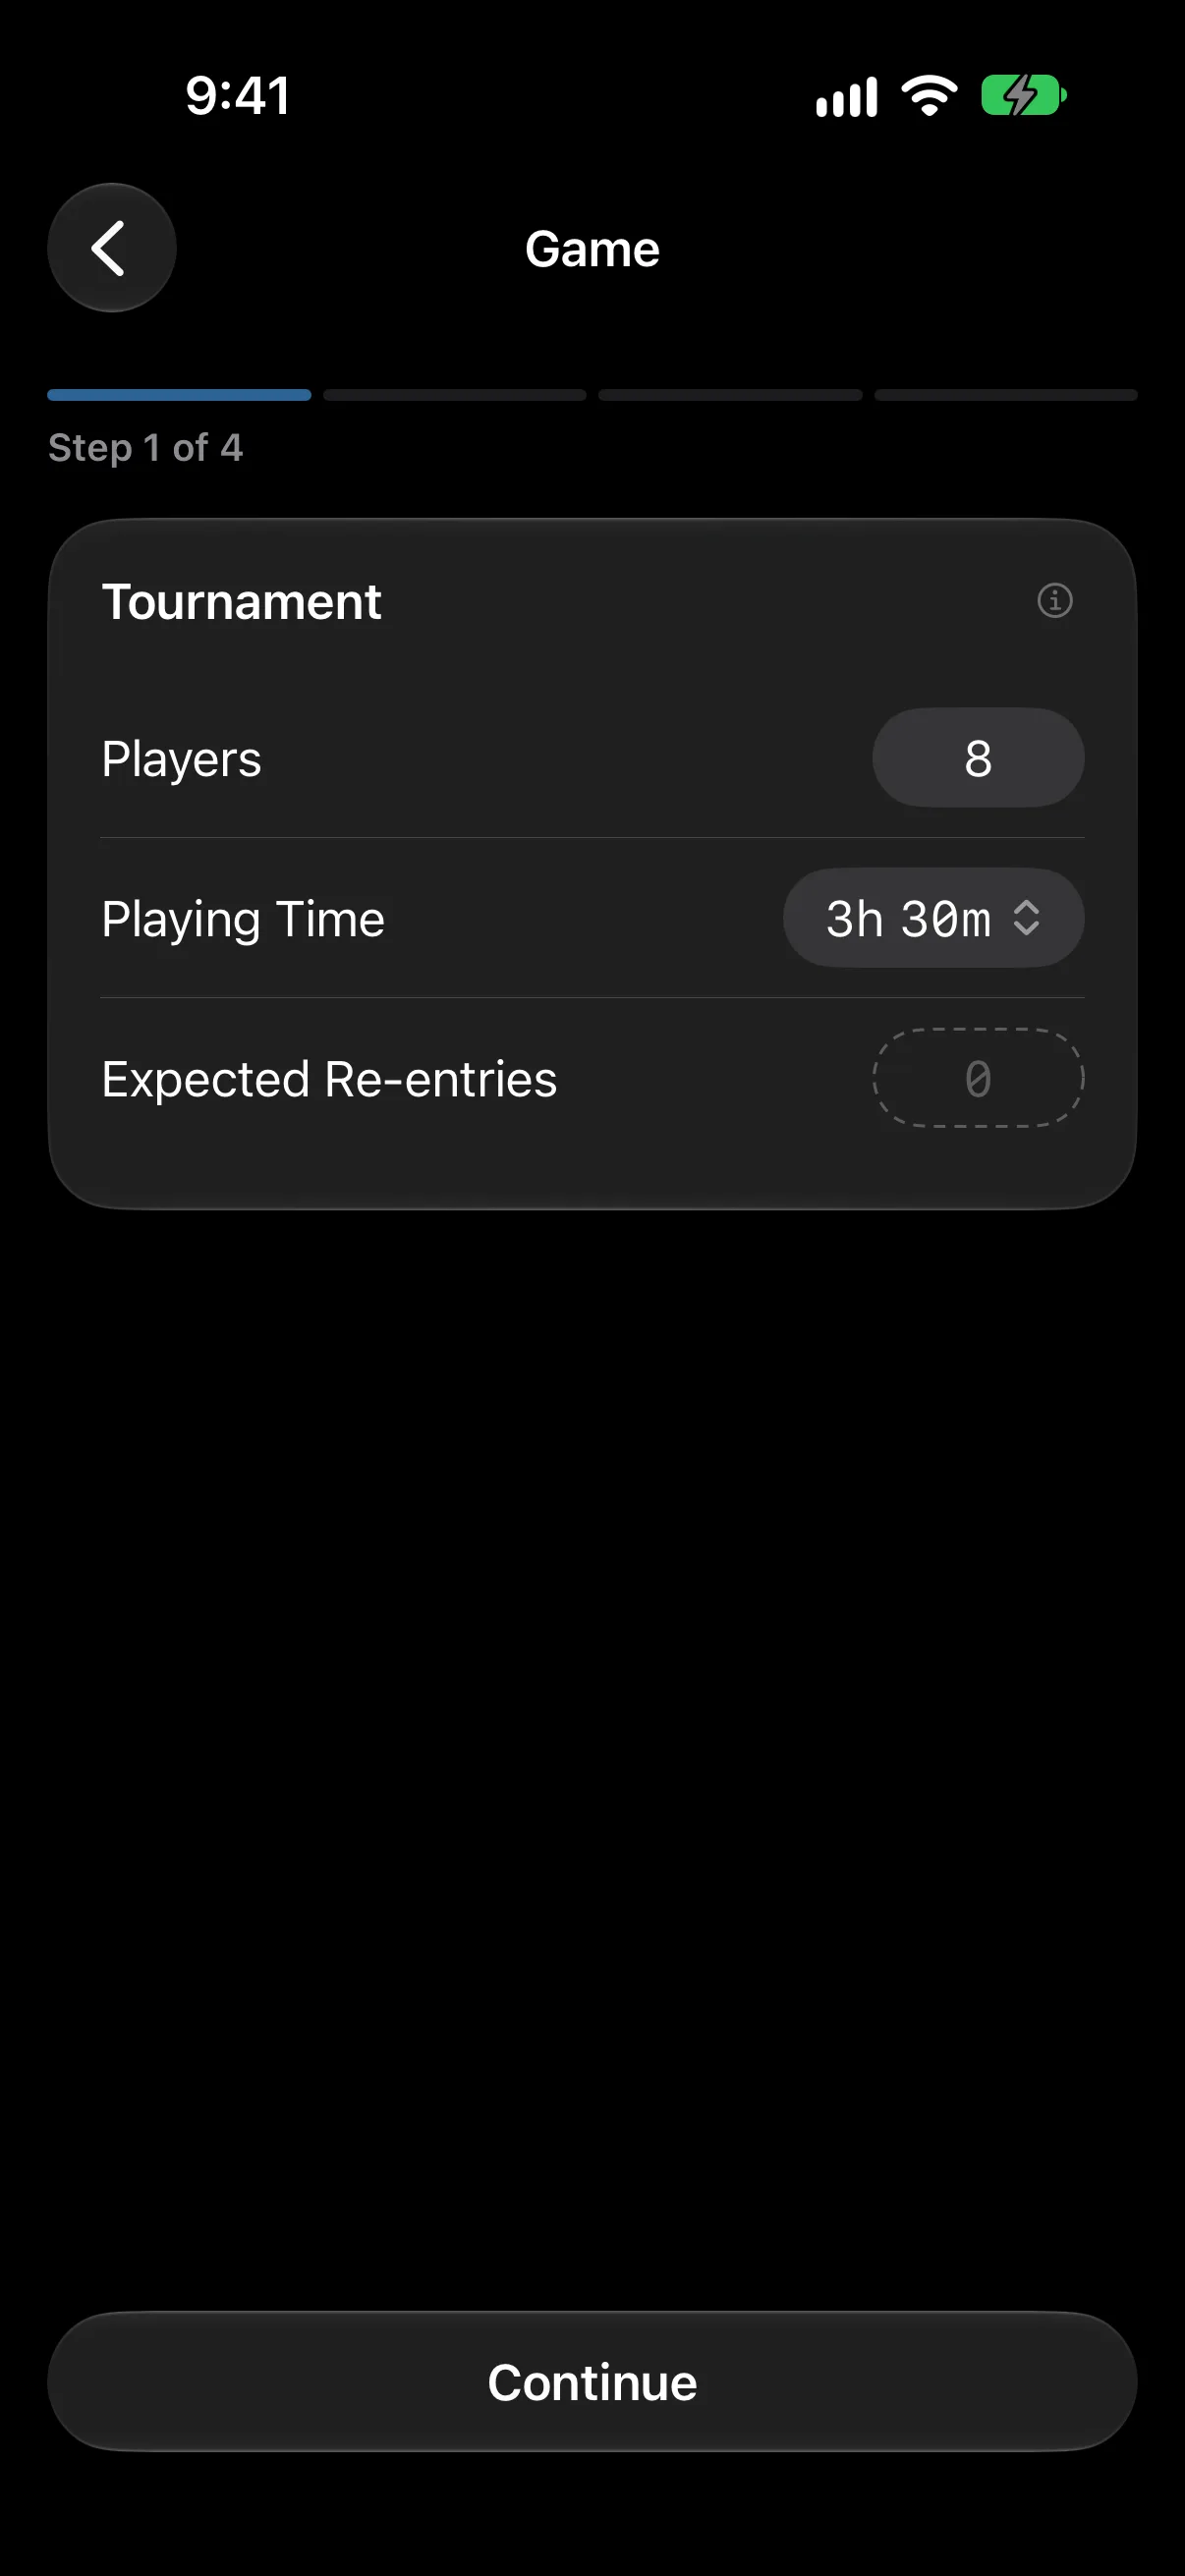 9:41
Game
Step 1 of 4
Tournament
Players
8
Playing Time
3h 30m
Expected Re-entries
0
Continue